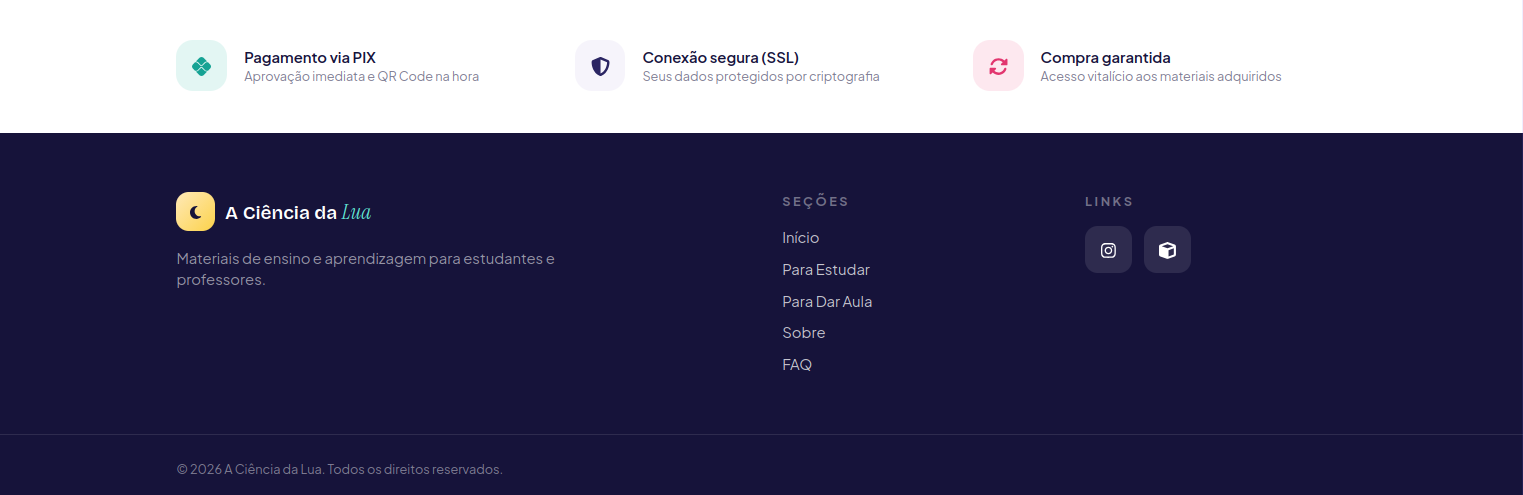 Pagamento via PIX
Aprovação imediata e QR Code na hora
Conexão segura (SSL)
Seus dados protegidos por criptografia
Compra garantida
Acesso vitalício aos materiais adquiridos
A Ciência da Lua
Materiais de ensino e aprendizagem para estudantes e
professores.
SEÇÕES
Início
Para Estudar
Para Dar Aula
Sobre
FAQ
LINKS
© 2026 A Ciência da Lua. Todos os direitos reservados.